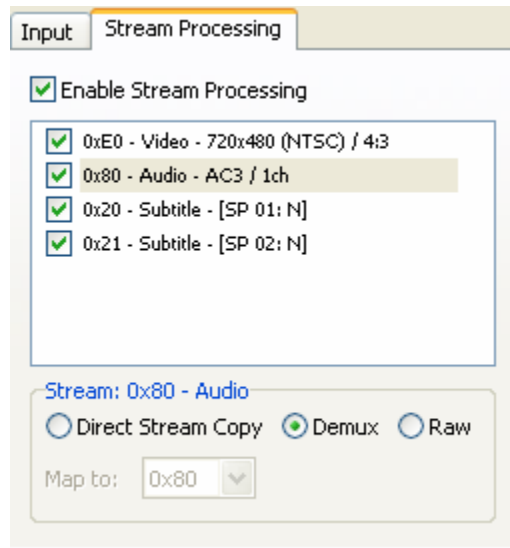 Input Stream Processing
Enable Stream Processing
0xE0 - Video - 720x480 (NTSC) / 4:3
0x80 - Audio - AC3 / 1ch
0x20 - Subtitle - [SP 01: N]
0x21 - Subtitle - [SP 02: N]
Stream: 0x80 - Audio
Direct Stream Copy Demux Raw
Map to: 0x80